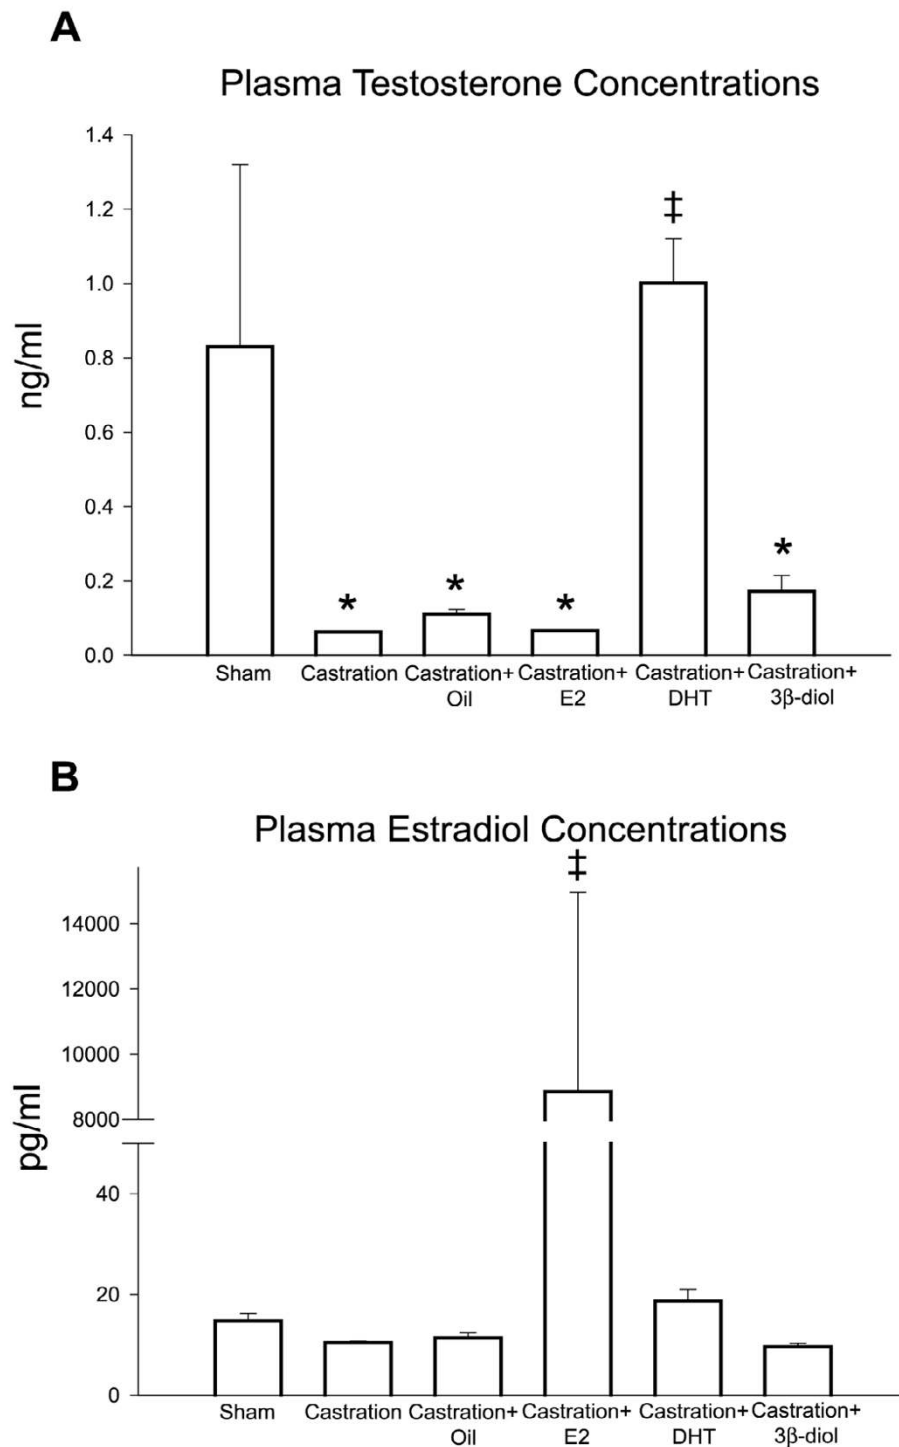 A
Plasma Testosterone Concentrations
1.4
‡
1.2
1.0
ng/ml
0.8
0.6
0.4
* * * *
0.2
0.0
Sham Castration Castration+ Castration+ Castration+ Castration+
Oil E2 DHT 3β-diol
B
Plasma Estradiol Concentrations
‡
14000
12000
10000
pg/ml
8000
40
20
0
Sham Castration Castration+ Castration+ Castration+ Castration+
Oil E2 DHT 3β-diol